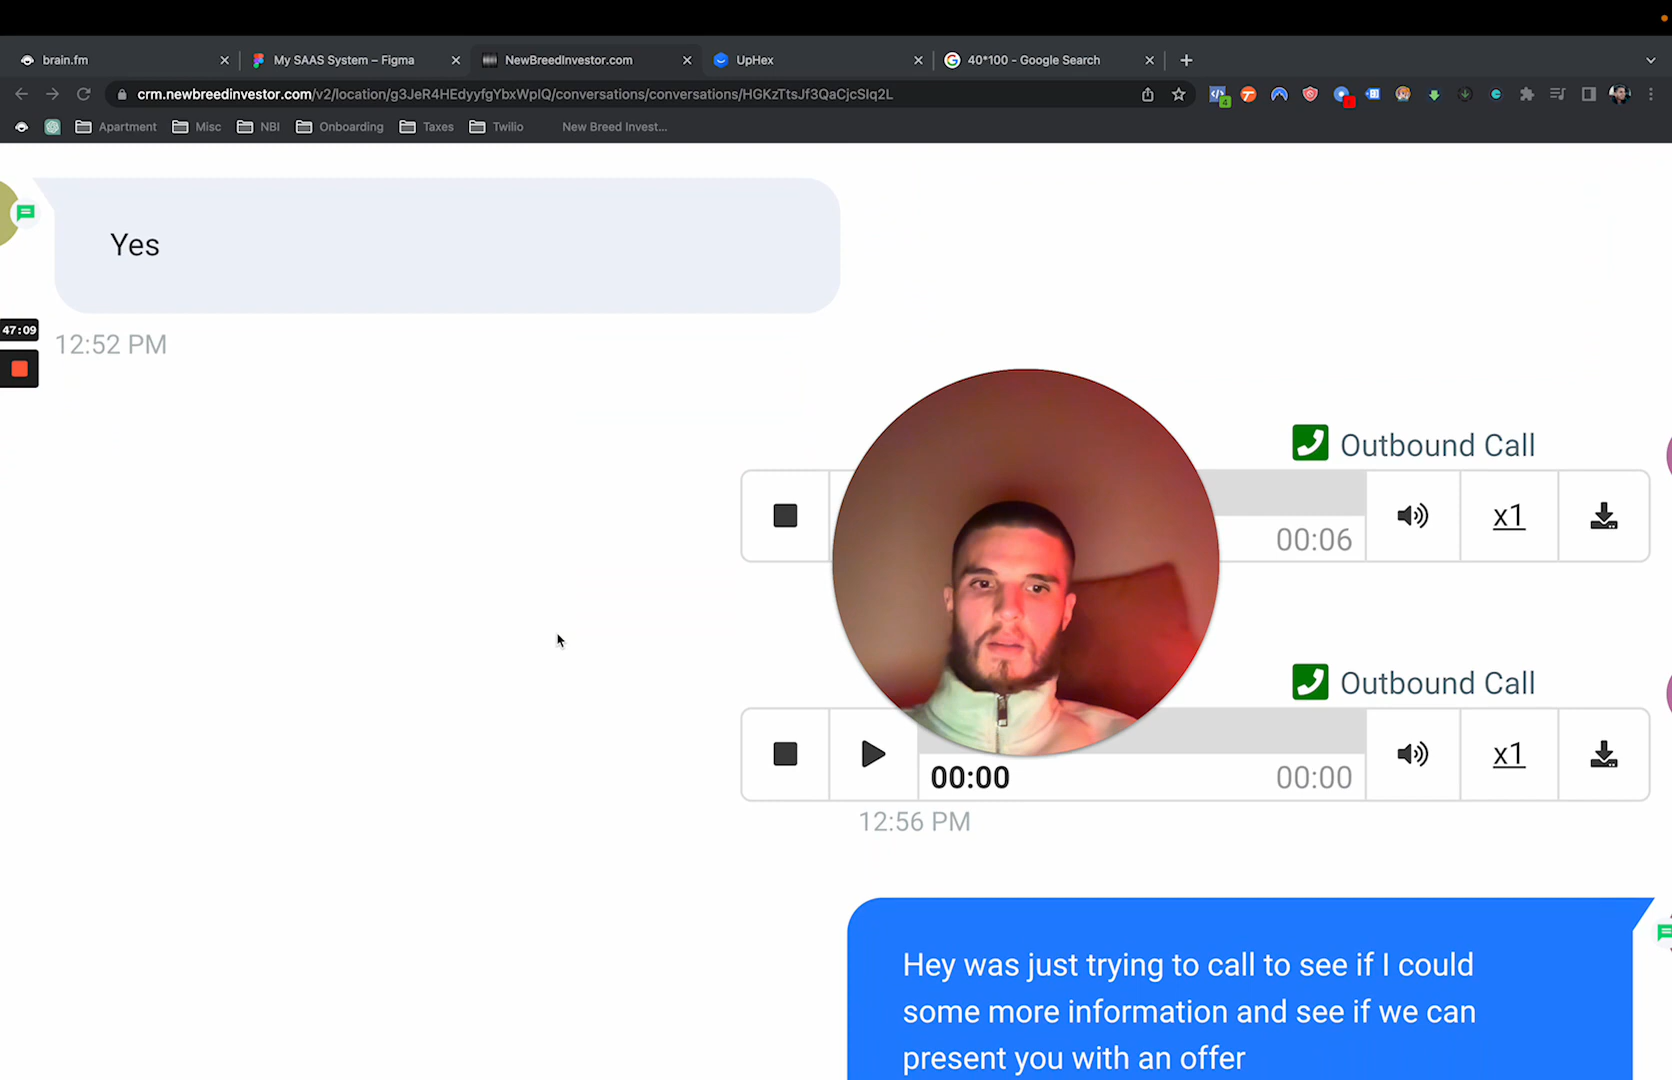 brain.fm
My SAAS System – Figma
NewBreedInvestor.com
UpHex
40*100 - Google Search
crm.newbreedinvestor.com/v2/location/g3JeR4HEdyyfgYbxWpIQ/conversations/conversations/HGKzTtsJf3QaCjcSIq2L
4
Apartment
Misc
NBI
Onboarding
Taxes
Twilio
New Breed Invest...
Yes
47:09
12:52 PM
Outbound Call
00:06
x1
Outbound Call
00:00
00:00
x1
12:56 PM
Hey was just trying to call to see if I could
some more information and see if we can
present you with an offer